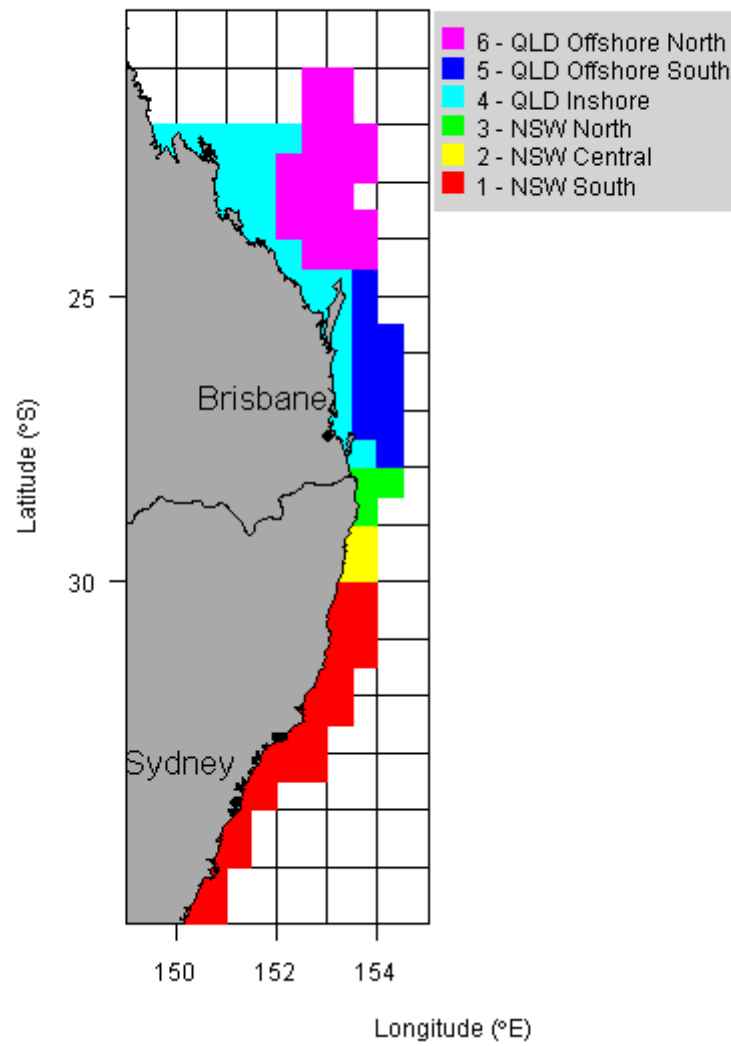 6 - QLD Offshore North
5 - QLD Offshore South
4 - QLD Inshore
3 - NSW North
2 - NSW Central
1 - NSW South
25
Brisbane
Latitude (°S)
30
Sydney
150 152 154
Longitude (°E)